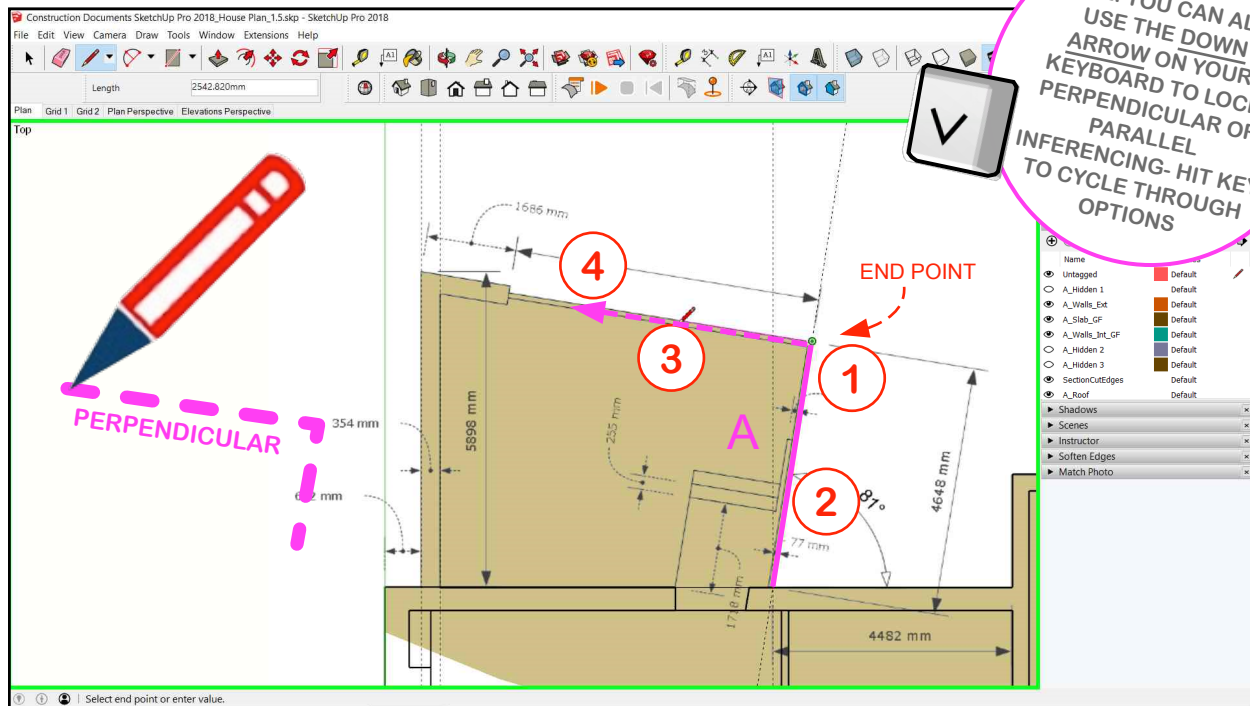 Construction Documents SketchUp Pro 2018_House Plan_1.5.skp - SketchUp Pro 2018
File Edit View Camera Draw Tools Window Extensions Help
Length 2542.820mm
Plan Grid 1 Grid 2 Plan Perspective Elevations Perspective
Top
YOU CAN
USE THE DOWN
ARROW ON YOUR
KEYBOARD TO
PERPENDICULAR
PARALLEL
INFERENCING- HIT KEY
TO CYCLE THROUGH
OPTIONS
1686 mm
4
END POINT
3
1
A
2
PERPENDICULAR
354 mm
5898 mm
255 mm
81°
4648 mm
mm
77 mm
1718 mm
4482 mm
Name
Untagged Default
A_Hidden 1 Default
A_Walls_Ext Default
A_Slab_GF Default
A_Walls_Int_GF Default
A_Hidden 2 Default
A_Hidden 3 Default
SectionCutEdges Default
A_Roof Default
Shadows
Scenes
Instructor
Soften Edges
Match Photo
Select end point or enter value.